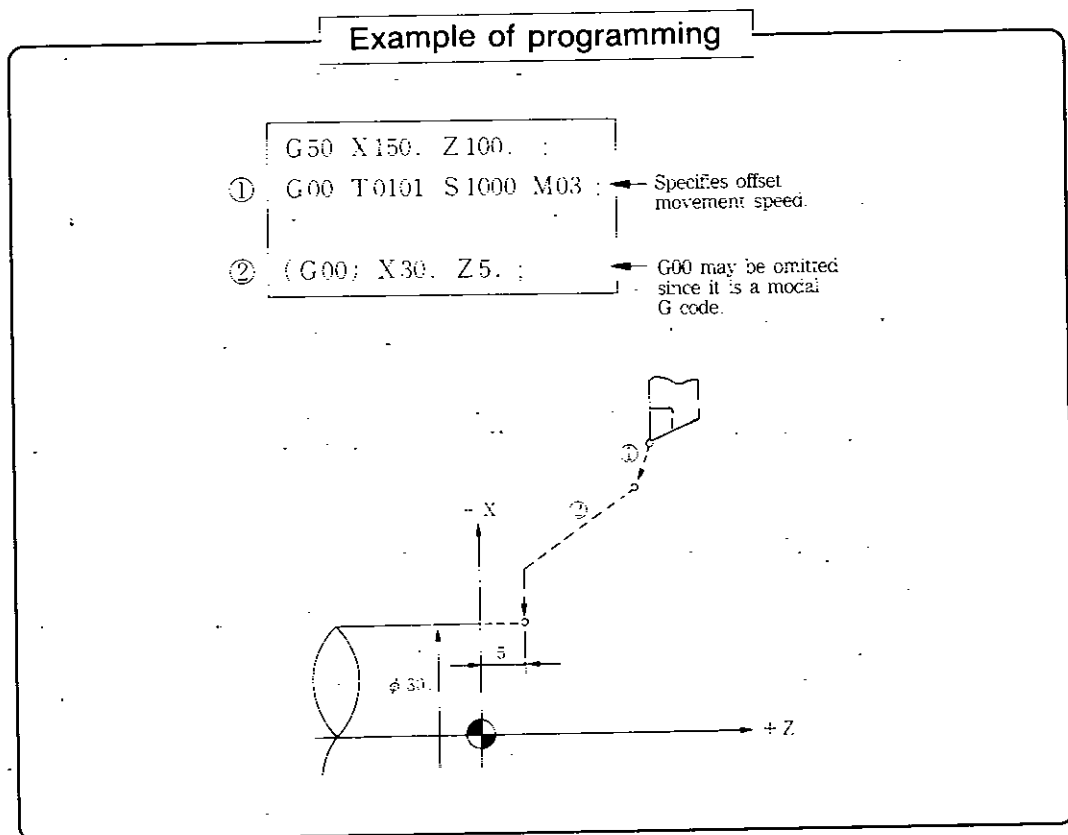 Example of programming
G50 X150. Z100. :
① G00 T0101 S1000 M03 :
Specifies offset
movement speed.
② (G00; X30. Z5. ;
G00 may be omitted
since it is a modal
G code.
①
②
- X
5
ϕ 30.
+ Z